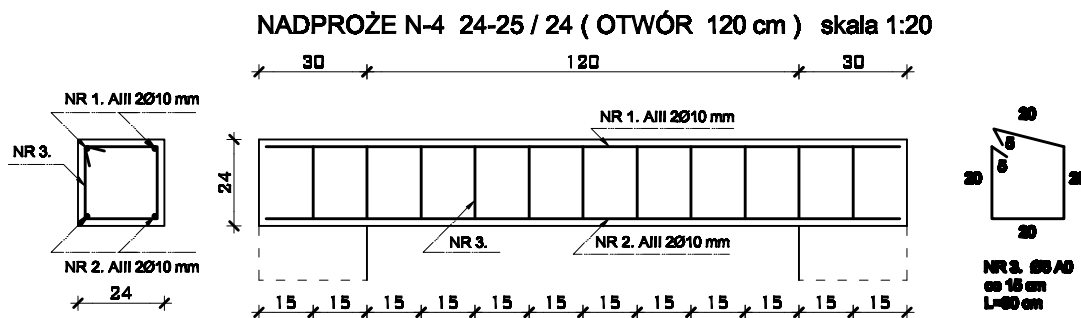 NADPROŻE N-4 24-25 / 24 ( OTWÓR 120 cm ) skala 1:20
30 120 30
NR 1. AIII 2Ø10 mm
NR 1. AIII 2Ø10 mm
20
NR 3.
5
5
24
20
20
NR 3.
NR 2. AIII 2Ø10 mm
NR 2. AIII 2Ø10 mm
24
15 15 15 15 15 15 15 15 15 15 15 15
NR 3. Ø5 A0
co 15 cm